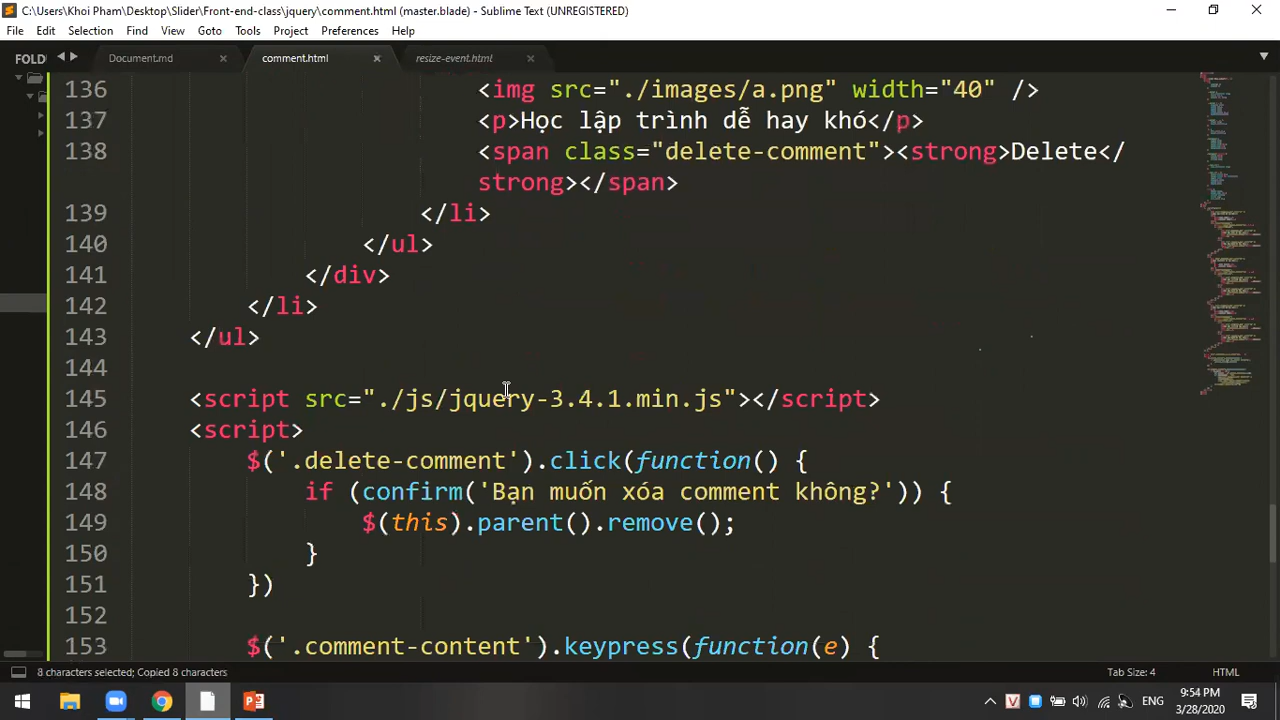 C:\Users\Khoi Pham\Desktop\Slider\Front-end-class\jquery\comment.html (master.blade) - Sublime Text (UNREGISTERED)
File Edit Selection Find View Goto Tools Project Preferences Help
FOLD Document.md comment.html resize-event.html
136 <img src="./images/a.png" width="40" />
137 <p>Học lập trình dễ hay khó</p>
138 <span class="delete-comment"><strong>Delete</
strong></span>
139 </li>
140 </ul>
141 </div>
142 </li>
143 </ul>
144
145 <script src="./js/jquery-3.4.1.min.js"></script>
146 <script>
147 $('.delete-comment').click(function() {
148 if (confirm('Bạn muốn xóa comment không?')) {
149 $(this).parent().remove();
150 }
151 })
152
153 $('.comment-content').keypress(function(e) {
8 characters selected; Copied 8 characters Tab Size: 4 HTML
ENG 9:54 PM
3/28/2020